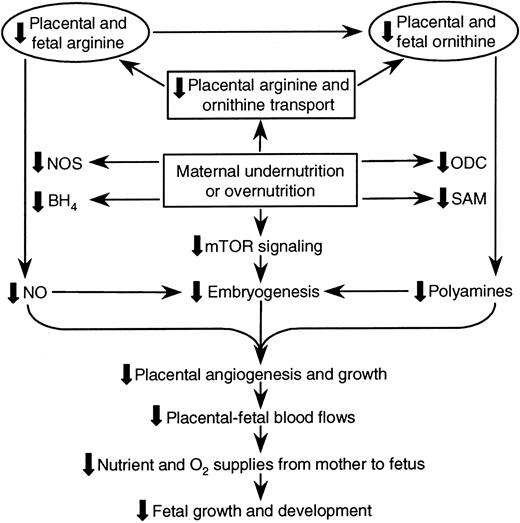 Placental and
fetal arginine
Placental and
fetal ornithine
Placental arginine and
ornithine transport
NOS
Maternal undernutrition
or overnutrition
ODC
BH4
SAM
mTOR signaling
NO
Embryogenesis
Polyamines
Placental angiogenesis and growth
Placental-fetal blood flows
Nutrient and O2 supplies from mother to fetus
Fetal growth and development